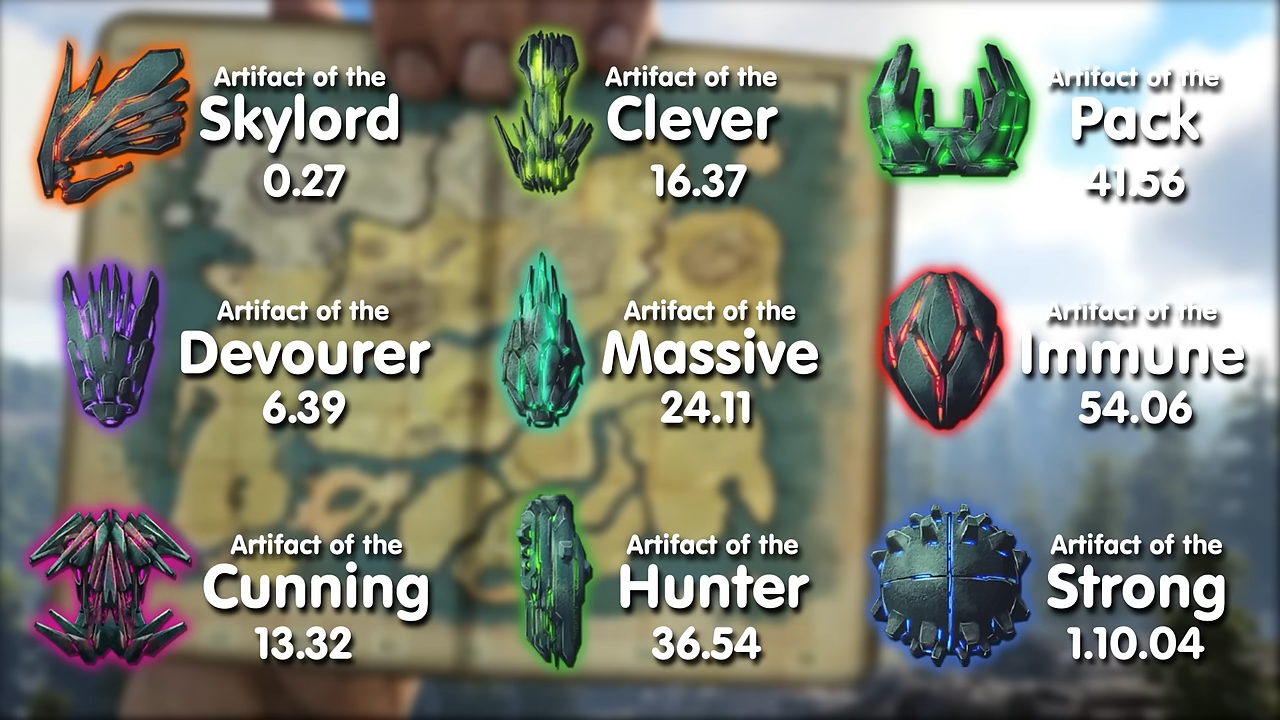 Artifact of the
Skylord
0.27
Artifact of the
Clever
16.37
Artifact of the
Pack
41.56
Artifact of the
Devourer
6.39
Artifact of the
Massive
24.11
Artifact of the
Immune
54.06
Artifact of the
Cunning
13.32
Artifact of the
Hunter
36.54
Artifact of the
Strong
1.10.04